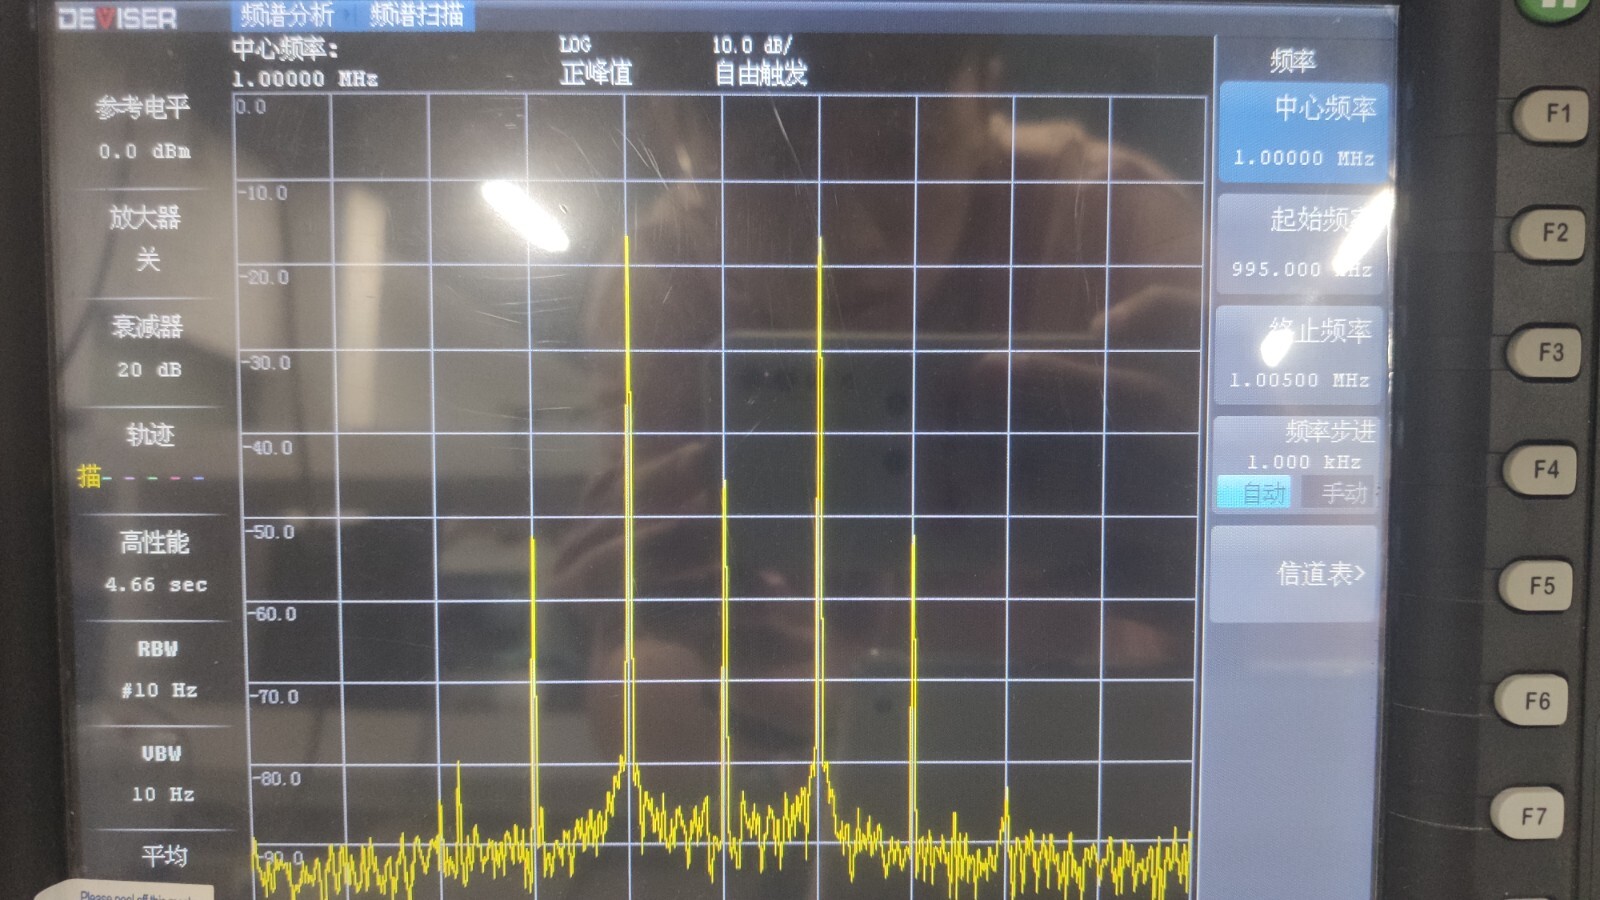 DEVISER
频谱分析 频谱扫描
中心频率:
1.00000 MHz
LOG
正峰值
10.0 dB/
自由触发
参考电平
0.0 dBm
放大器
关
衰减器
20 dB
轨迹
描-----
高性能
4.66 sec
RBW
#10 Hz
VBW
10 Hz
平均
0.0
-10.0
-20.0
-30.0
-40.0
-50.0
-60.0
-70.0
-80.0
-90.0
频率
中心频率
1.00000 MHz
起始频率
995.000 kHz
终止频率
1.00500 MHz
频率步进
1.000 kHz
自动 手动
信道表>
F1
F2
F3
F4
F5
F6
F7
Please peel off this